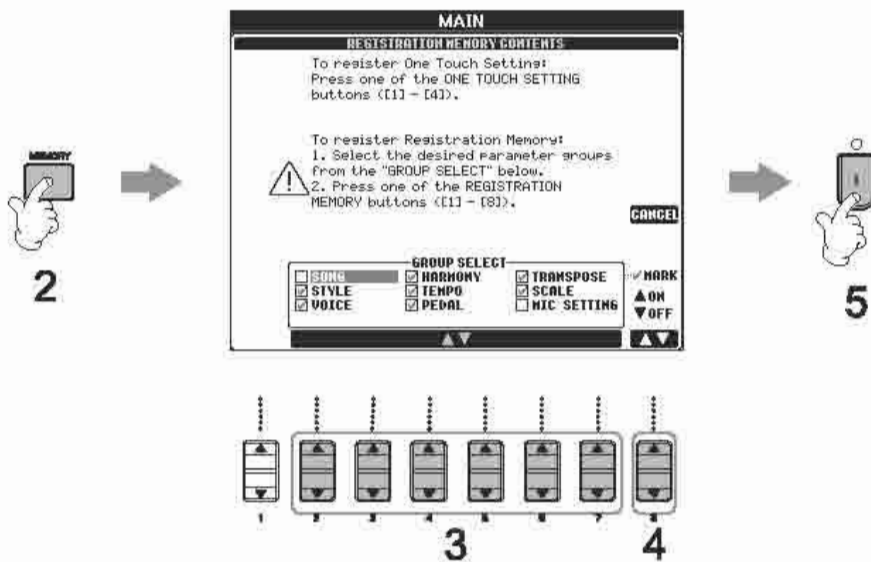 MAIN
REGISTRATION MEMORY CONTENTS
To register One Touch Setting:
Press one of the ONE TOUCH SETTING
buttons ([1] - [4]).
To register Registration Memory:
1. Select the desired parameter groups
from the "GROUP SELECT" below.
2. Press one of the REGISTRATION
MEMORY buttons ([1] - [8]).
CANCEL
GROUP SELECT
SONG HARMONY TRANSPOSE MARK
STYLE TEMPO SCALE ON
VOICE PEDAL MIC SETTING OFF
MEMORY
2
1
5
1 2 3 4 5 6 7 8
3 4